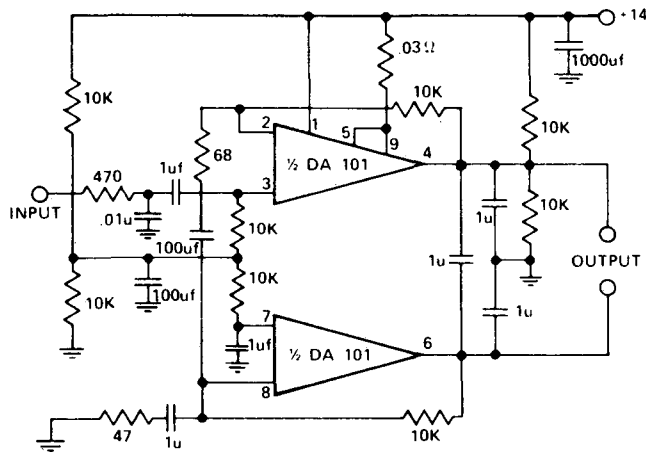 +14
.03Ω
1000uf
10K
10K
10K
1
2
5
9
68
4
½ DA 101
470
1uf
3
INPUT
.01u
10K
1u
10K
100uf
10K
1u
OUTPUT
10K
100uf
1u
7
6
1uf
½ DA 101
8
47
1u
10K